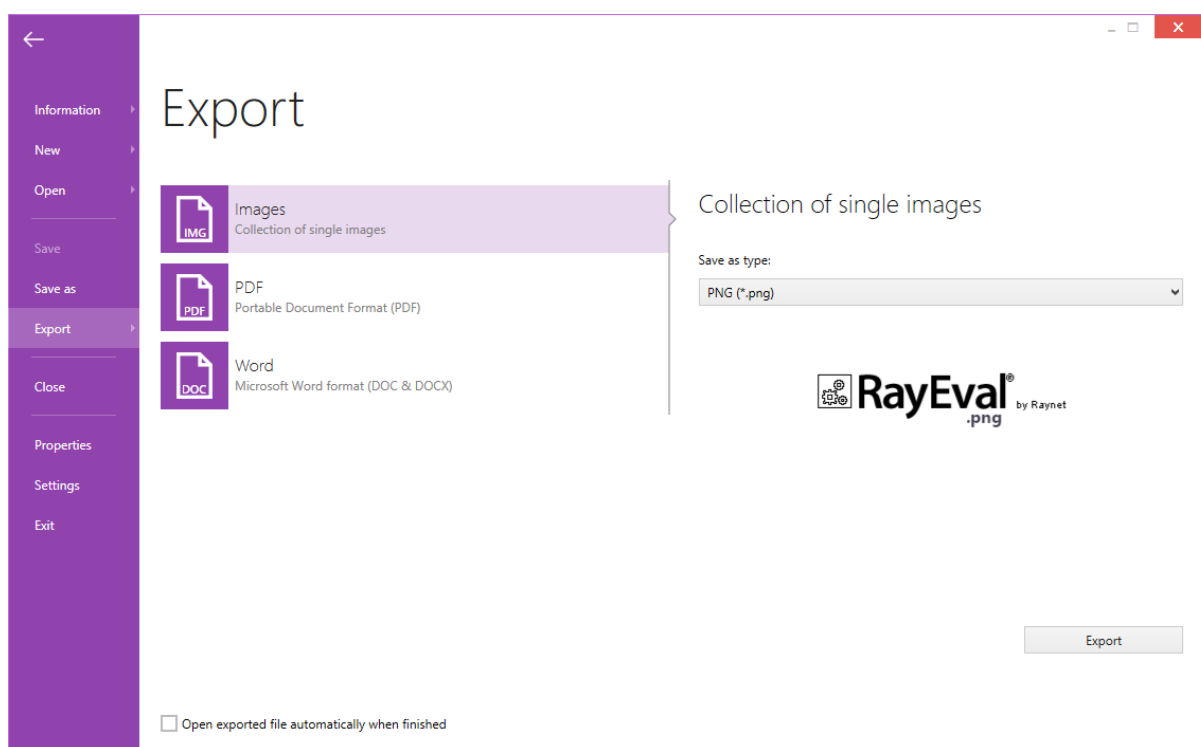 Information
New
Open
Save
Save as
Export
Close
Properties
Settings
Exit
Export
IMG
Images
Collection of single images
PDF
PDF
Portable Document Format (PDF)
DOC
Word
Microsoft Word format (DOC & DOCX)
Collection of single images
Save as type:
PNG (*.png)
RayEval® by Raynet
.png
Export
Open exported file automatically when finished